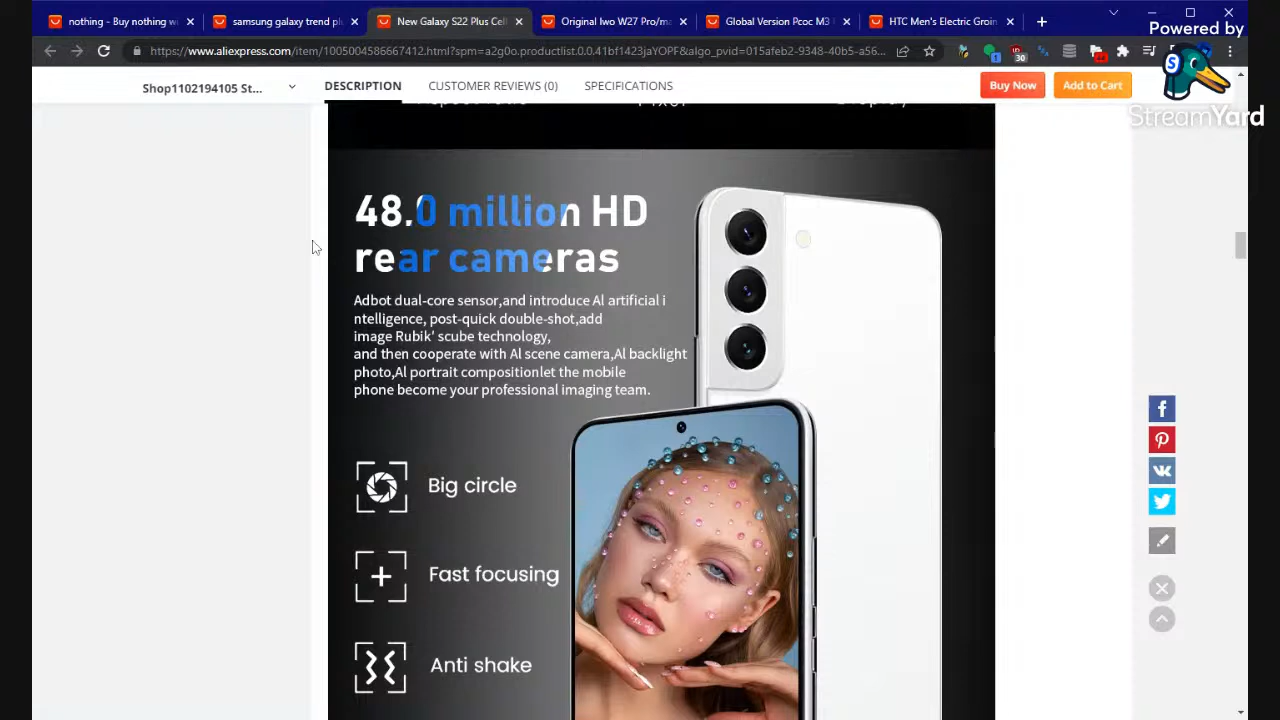 nothing - Buy nothing w
samsung galaxy trend plu
New Galaxy S22 Plus Cell
Original Iwo W27 Pro/ma
Global Version Pcoc M3 P
HTC Men's Electric Groin
Powered by
https://www.aliexpress.com/item/1005004586667412.html?spm=a2g0o.productlist.0.0.41bf1423jaYOPF&algo_pvid=015afeb2-9348-40b5-a56...
StreamYard
Shop1102194105 St...
DESCRIPTION
CUSTOMER REVIEWS (0)
SPECIFICATIONS
Buy Now
Add to Cart
48.0 million HD
rear cameras
Adbot dual-core sensor,and introduce Al artificial i
ntelligence, post-quick double-shot,add
image Rubik' scube technology,
and then cooperate with Al scene camera,Al backlight
photo,Al portrait compositionlet the mobile
phone become your professional imaging team.
Big circle
Fast focusing
Anti shake